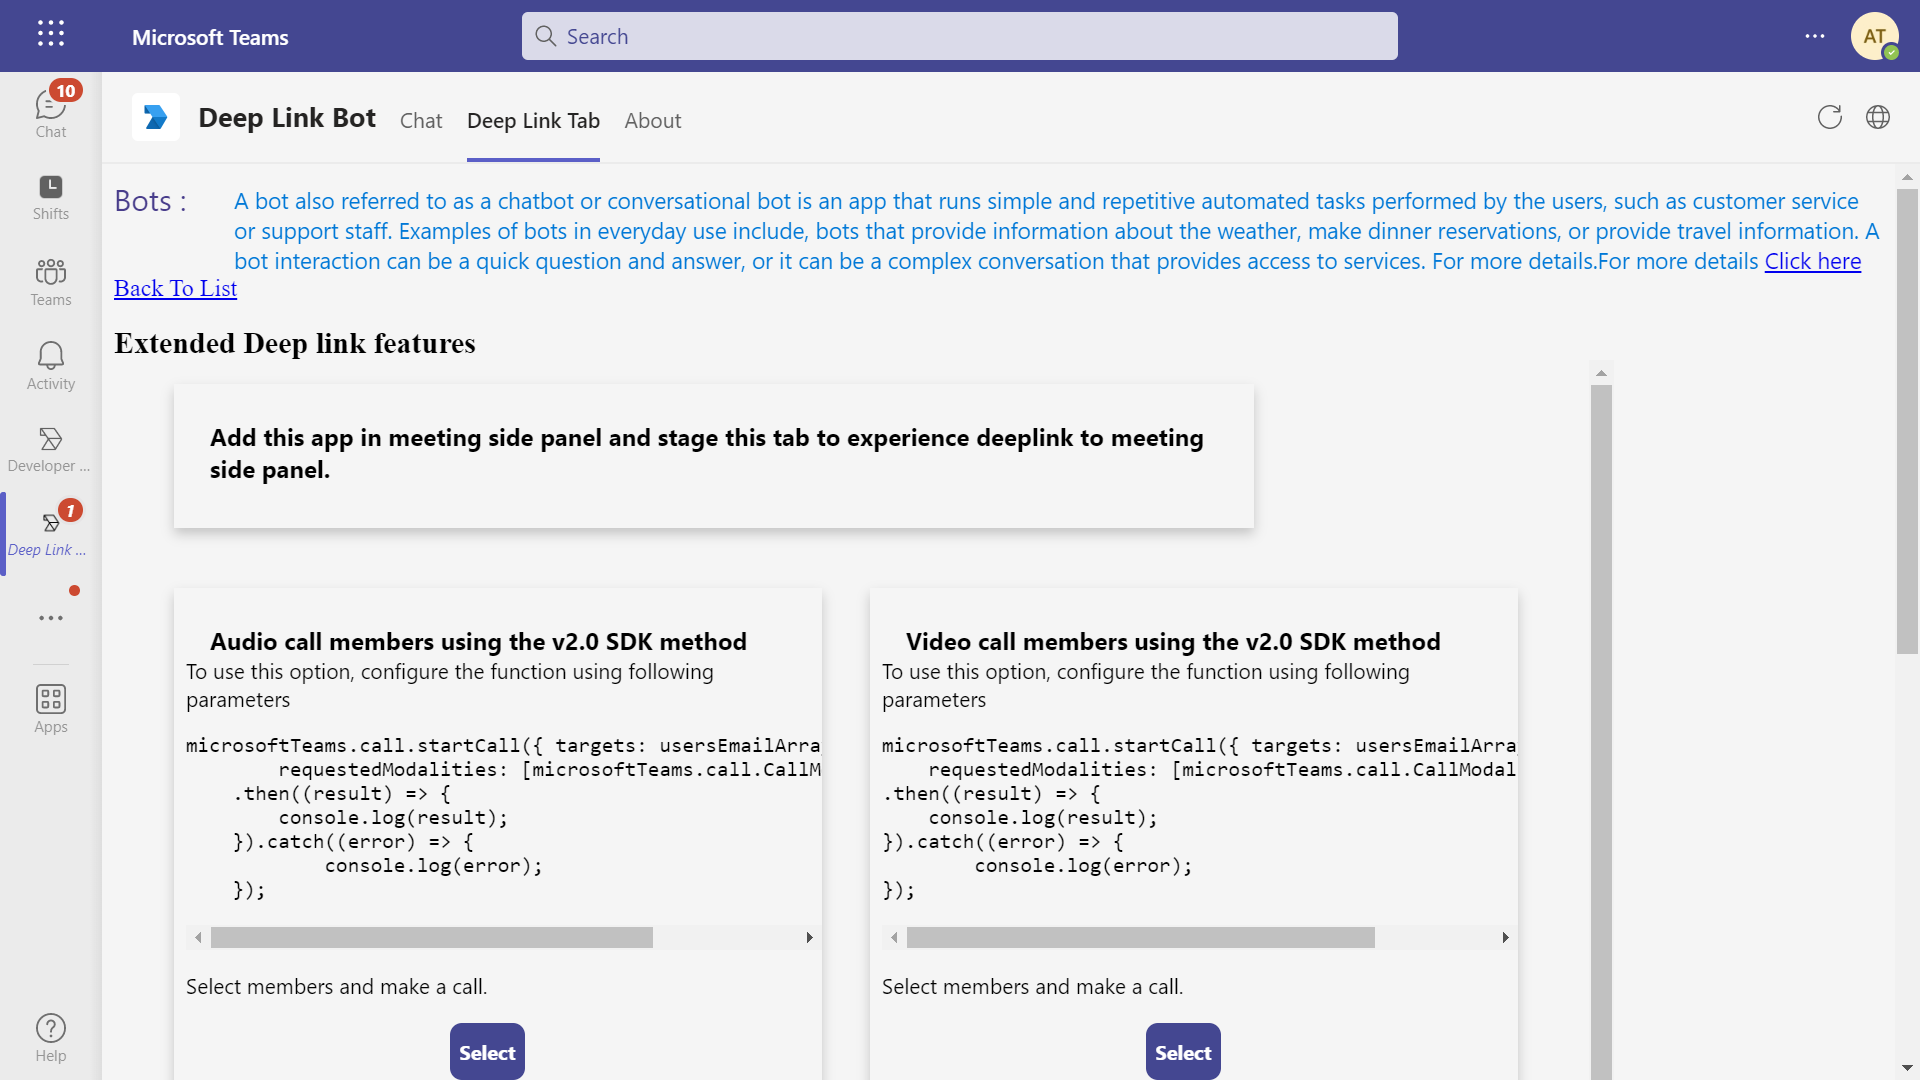 Microsoft Teams
Search
AT
10
Chat
Shifts
Teams
Activity
Developer ...
1
Deep Link ...
Apps
Help
Deep Link Bot
Chat
Deep Link Tab
About
Bots :
A bot also referred to as a chatbot or conversational bot is an app that runs simple and repetitive automated tasks performed by the users, such as customer service
or support staff. Examples of bots in everyday use include, bots that provide information about the weather, make dinner reservations, or provide travel information. A
bot interaction can be a quick question and answer, or it can be a complex conversation that provides access to services. For more details.For more details Click here
Back To List
Extended Deep link features
Add this app in meeting side panel and stage this tab to experience deeplink to meeting
side panel.
Audio call members using the v2.0 SDK method
To use this option, configure the function using following
parameters
microsoftTeams.call.startCall({ targets: usersEmailArra
requestedModalities: [microsoftTeams.call.CallM
.then((result) => {
console.log(result);
}).catch((error) => {
console.log(error);
});
Select members and make a call.
Select
Video call members using the v2.0 SDK method
To use this option, configure the function using following
parameters
microsoftTeams.call.startCall({ targets: usersEmailArra
requestedModalities: [microsoftTeams.call.CallModal
.then((result) => {
console.log(result);
}).catch((error) => {
console.log(error);
});
Select members and make a call.
Select